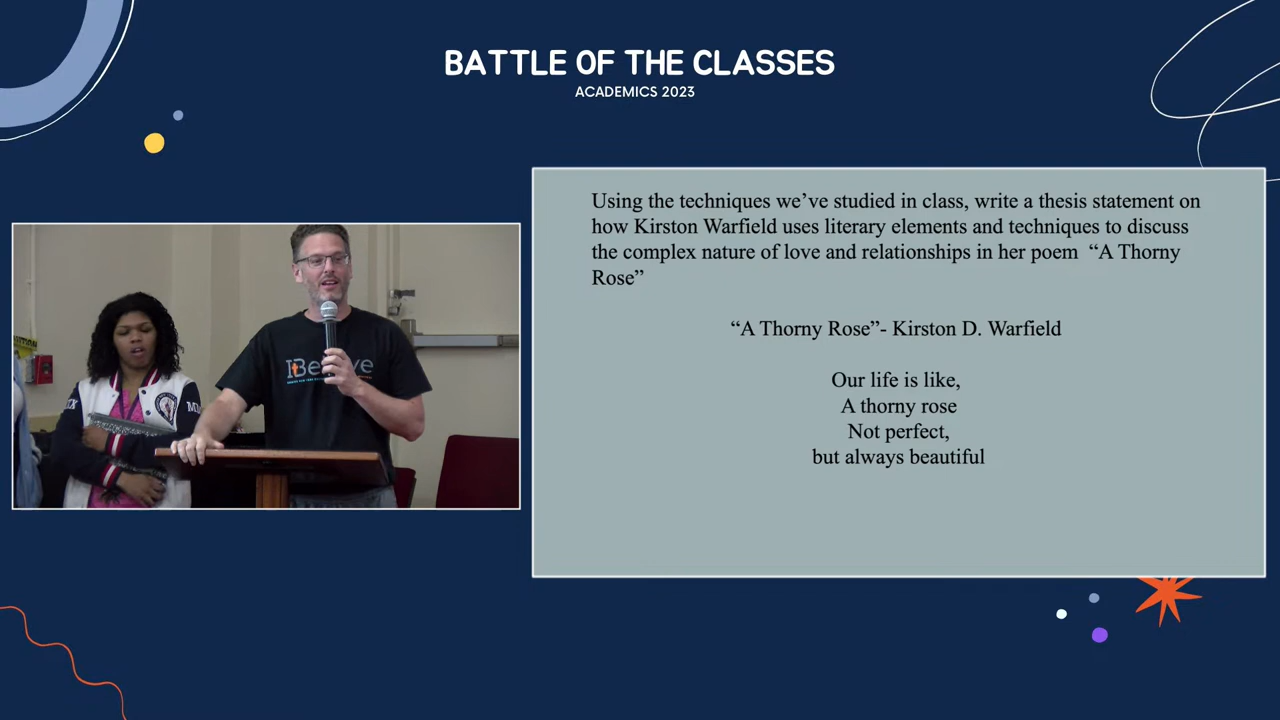 BATTLE OF THE CLASSES
ACADEMICS 2023
Using the techniques we’ve studied in class, write a thesis statement on
how Kirston Warfield uses literary elements and techniques to discuss
the complex nature of love and relationships in her poem “A Thorny
Rose”
“A Thorny Rose”- Kirston D. Warfield
Our life is like,
A thorny rose
Not perfect,
but always beautiful